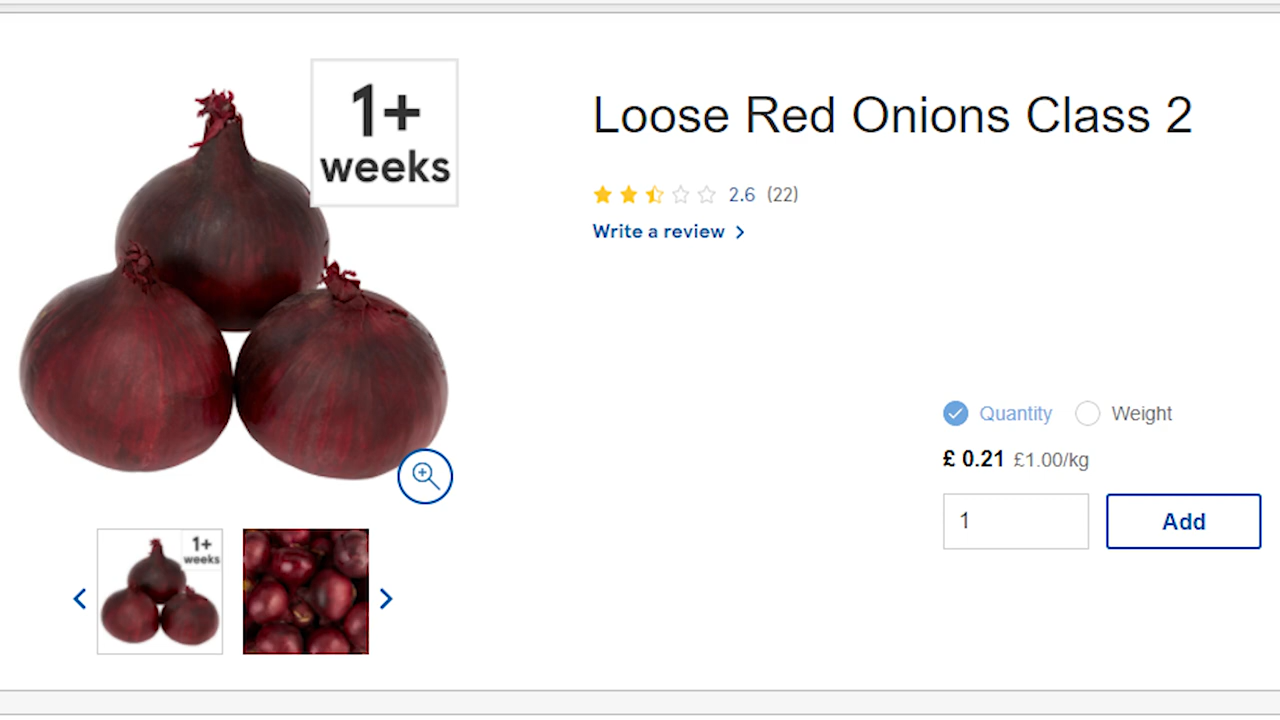 1+
weeks
Loose Red Onions Class 2
2.6 (22)
Write a review
Quantity Weight
£ 0.21 £1.00/kg
1 Add
1+
weeks